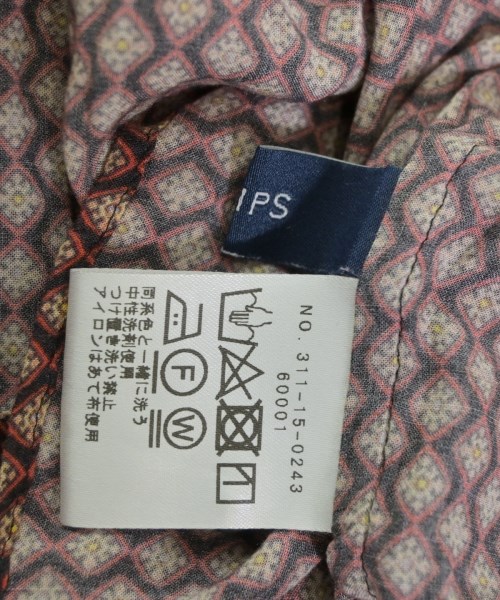 IPS
NO. 311-15-0243
60001
F
W
同系色と一緒に洗う
中性洗剤使用
つけ置き洗い禁止
アイロンはあて布使用